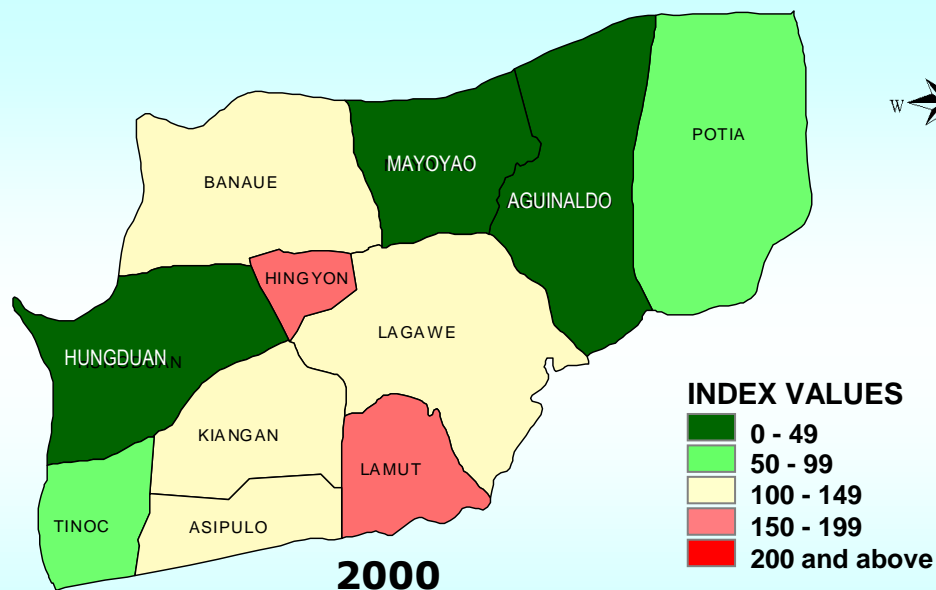 POTIA
W
MAYOYAO
BANAUE
AGUINALDO
HINGYON
LAGAWE
HUNGDUAN
INDEX VALUES
0 - 49
50 - 99
100 - 149
150 - 199
200 and above
KIANGAN
LAMUT
TINOC
ASIPULO
2000